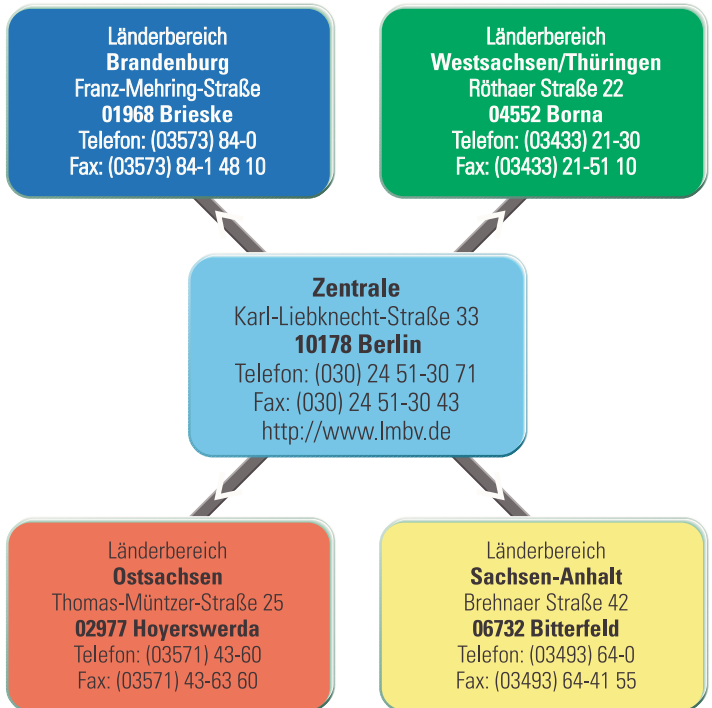 Länderbereich
Brandenburg
Franz-Mehring-Straße
01968 Brieske
Telefon: (03573) 84-0
Fax: (03573) 84-1 48 10
Länderbereich
Westsachsen/Thüringen
Röthaer Straße 22
04552 Borna
Telefon: (03433) 21-30
Fax: (03433) 21-51 10
Zentrale
Karl-Liebknecht-Straße 33
10178 Berlin
Telefon: (030) 24 51-30 71
Fax: (030) 24 51-30 43
http://www.lmbv.de
Länderbereich
Ostsachsen
Thomas-Müntzer-Straße 25
02977 Hoyerswerda
Telefon: (03571) 43-60
Fax: (03571) 43-63 60
Länderbereich
Sachsen-Anhalt
Brehnaer Straße 42
06732 Bitterfeld
Telefon: (03493) 64-0
Fax: (03493) 64-41 55